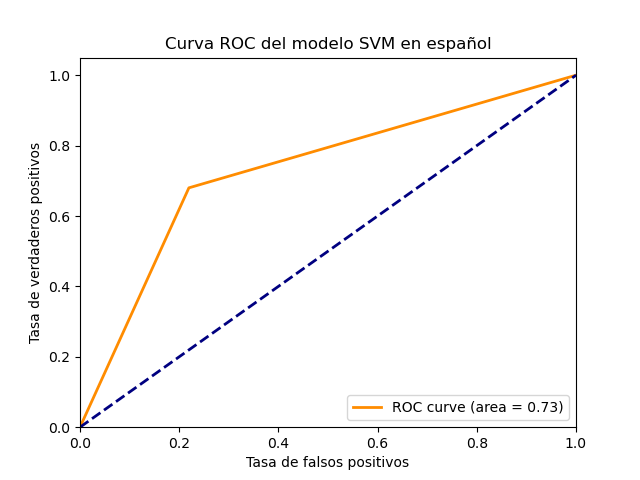 Curva ROC del modelo SVM en español
Tasa de verdaderos positivos
1.0
0.8
0.6
0.4
0.2
0.0
ROC curve (area = 0.73)
0.0 0.2 0.4 0.6 0.8 1.0
Tasa de falsos positivos